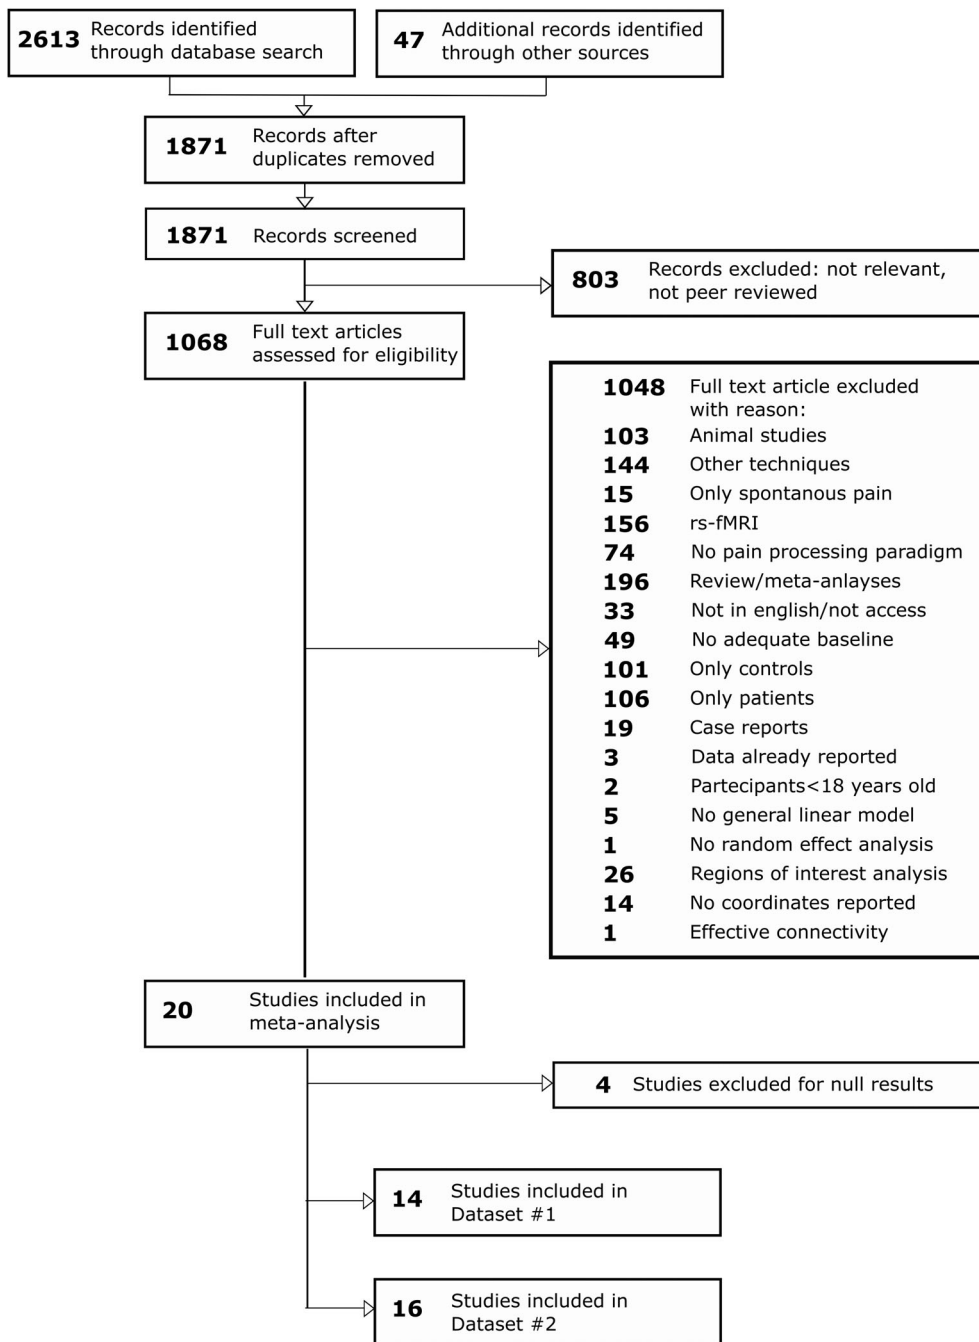 2613 Records identified
through database search
47 Additional records identified
through other sources
1871 Records after
duplicates removed
1871 Records screened
803 Records excluded: not relevant,
not peer reviewed
1068 Full text articles
assessed for eligibility
1048 Full text article excluded
with reason:
103 Animal studies
144 Other techniques
15 Only spontanous pain
156 rs-fMRI
74 No pain processing paradigm
196 Review/meta-anlayses
33 Not in english/not access
49 No adequate baseline
101 Only controls
106 Only patients
19 Case reports
3 Data already reported
2 Partecipants<18 years old
5 No general linear model
1 No random effect analysis
26 Regions of interest analysis
14 No coordinates reported
1 Effective connectivity
20 Studies included in
meta-analysis
4 Studies excluded for null results
14 Studies included in
Dataset #1
16 Studies included in
Dataset #2